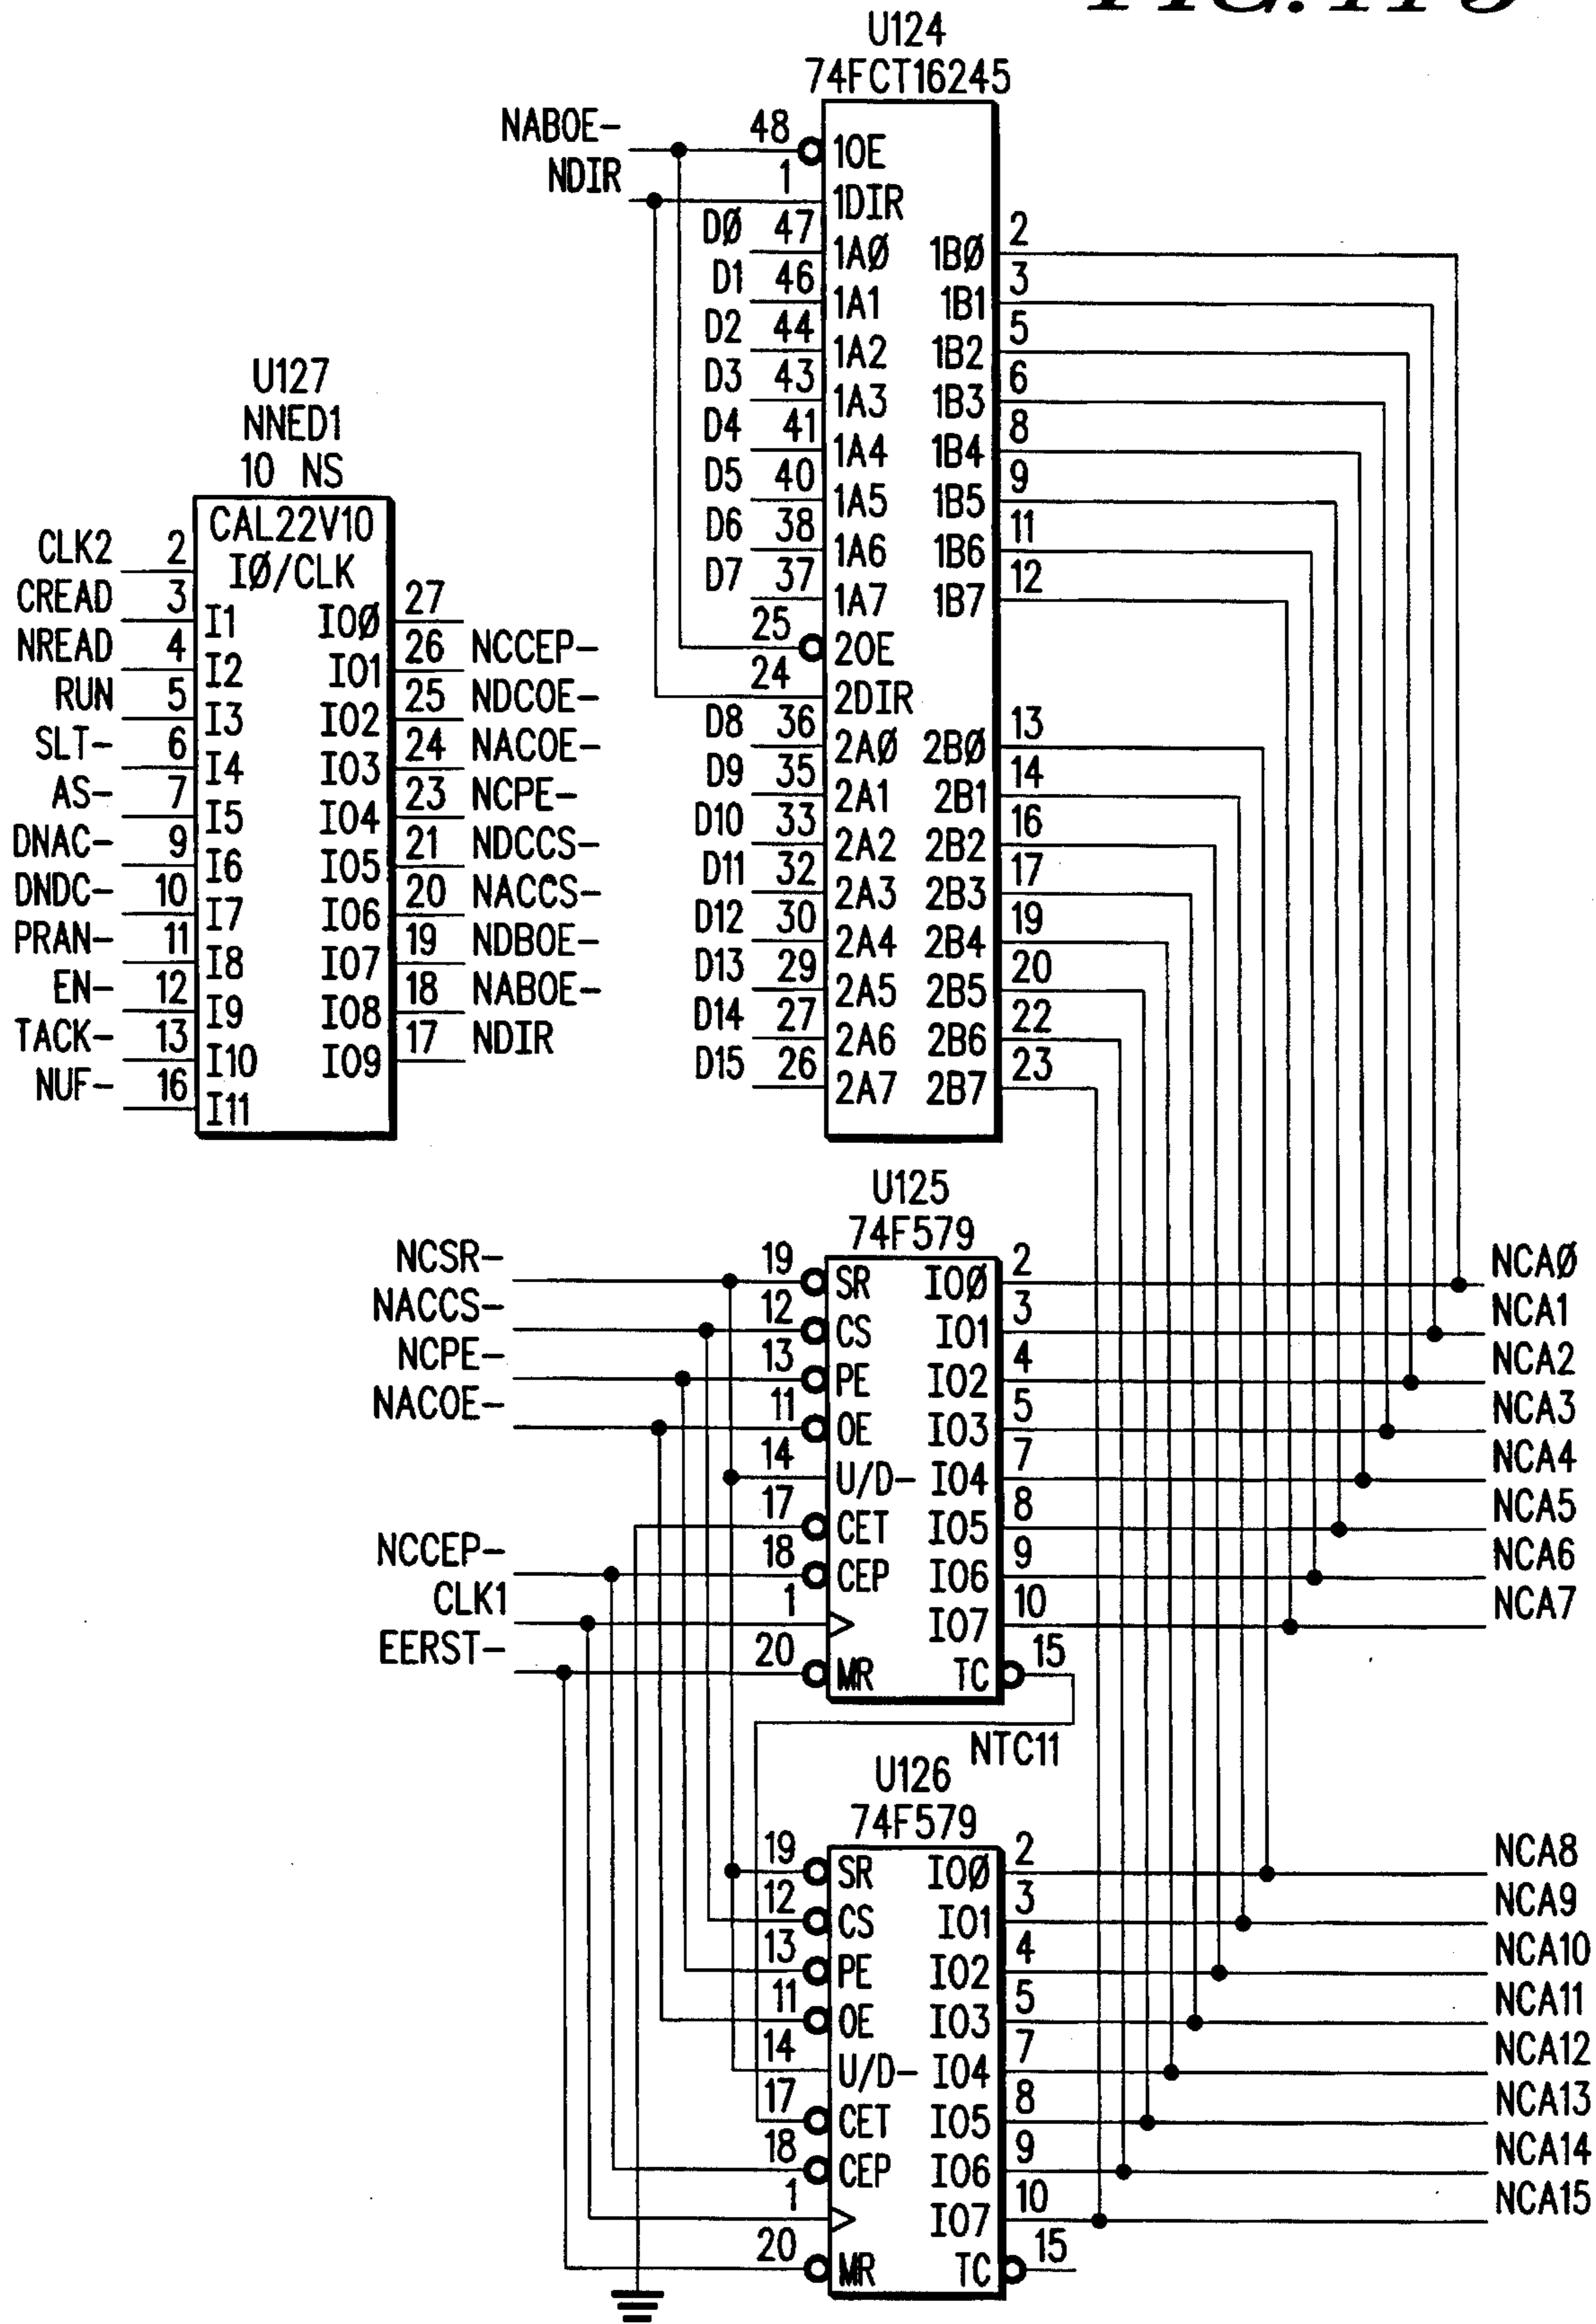 FIG.
U124
74FCT16245
NABOE- 48 1OE
NDIR 1 1DIR
DØ 47 1AØ 1BØ 2
D1 46 1A1 1B1 3
D2 44 1A2 1B2 5
D3 43 1A3 1B3 6
D4 41 1A4 1B4 8
D5 40 1A5 1B5 9
D6 38 1A6 1B6 11
D7 37 1A7 1B7 12
25 2OE
24 2DIR
D8 36 2AØ 2BØ 13
D9 35 2A1 2B1 14
D10 33 2A2 2B2 16
D11 32 2A3 2B3 17
D12 30 2A4 2B4 19
D13 29 2A5 2B5 20
D14 27 2A6 2B6 22
D15 26 2A7 2B7 23
U127
NNED1
10 NS
CAL22V10
CLK2 2 IØ/CLK
CREAD 3 I1 IOØ 27
NREAD 4 I2 IO1 26 NCCEP-
RUN 5 I3 IO2 25 NDCOE-
SLT- 6 I4 IO3 24 NACOE-
AS- 7 I5 IO4 23 NCPE-
DNAC- 9 I6 IO5 21 NDCCS-
DNDC- 10 I7 IO6 20 NACCS-
PRAN- 11 I8 IO7 19 NDBOE-
EN- 12 I9 IO8 18 NABOE-
TACK- 13 I10 IO9 17 NDIR
NUF- 16 I11
U125
74F579
NCSR- 19 SR IOØ 2 NCAØ
NACCS- 12 CS IO1 3 NCA1
NCPE- 13 PE IO2 4 NCA2
NACOE- 11 OE IO3 5 NCA3
14 U/D- IO4 7 NCA4
17 CET IO5 8 NCA5
NCCEP- 18 CEP IO6 9 NCA6
CLK1 1 IO7 10 NCA7
EERST- 20 MR TC 15
NTC11
U126
74F579
19 SR IOØ 2 NCA8
12 CS IO1 3 NCA9
13 PE IO2 4 NCA10
11 OE IO3 5 NCA11
14 U/D- IO4 7 NCA12
17 CET IO5 8 NCA13
18 CEP IO6 9 NCA14
1 IO7 10 NCA15
20 MR TC 15